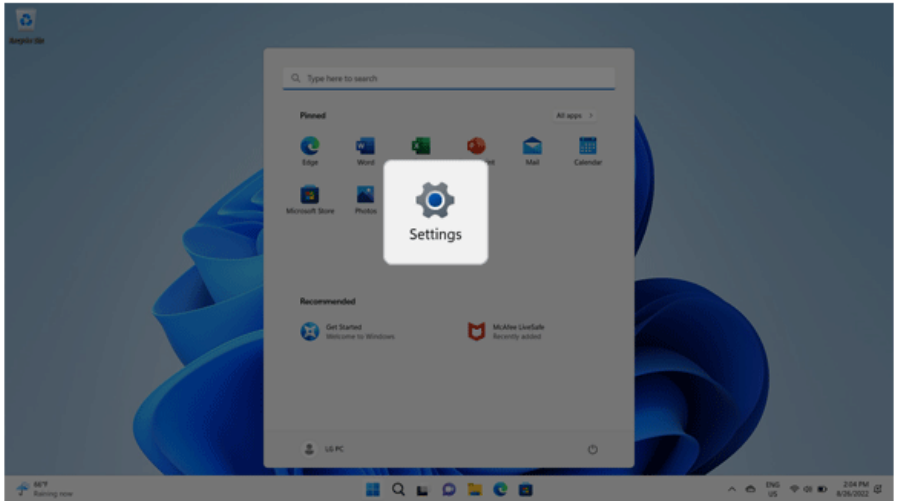 Recycle Bin
Type here to search
Pinned
All apps >
Edge
Word
Mail
Calendar
Microsoft Store
Photos
Settings
Recommended
Get Started
Welcome to Windows
McAfee LiveSafe
Recently added
LG PC
66°F
Raining now
ENG
US
2:04 PM
8/26/2022